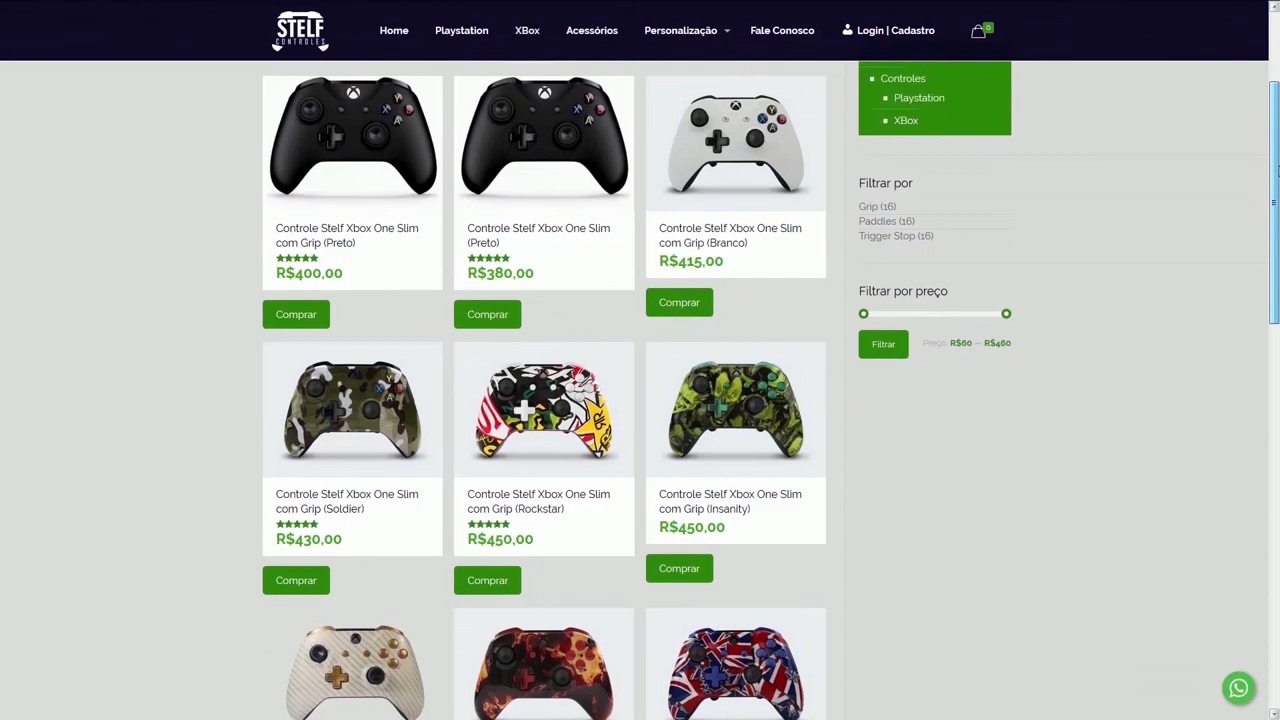 STELF
CONTROLES
Home
Playstation
XBox
Acessórios
Personalização
Fale Conosco
Login | Cadastro
0
Controle Stelf Xbox One Slim
com Grip (Preto)
R$400,00
Comprar
Controle Stelf Xbox One Slim
(Preto)
R$380,00
Comprar
Controle Stelf Xbox One Slim
com Grip (Branco)
R$415,00
Comprar
Controle Stelf Xbox One Slim
com Grip (Soldier)
R$430,00
Comprar
Controle Stelf Xbox One Slim
com Grip (Rockstar)
R$450,00
Comprar
Controle Stelf Xbox One Slim
com Grip (Insanity)
R$450,00
Comprar
Controles
Playstation
XBox
Filtrar por
Grip (16)
Paddles (16)
Trigger Stop (16)
Filtrar por preço
Filtrar
Preço: R$60 — R$460